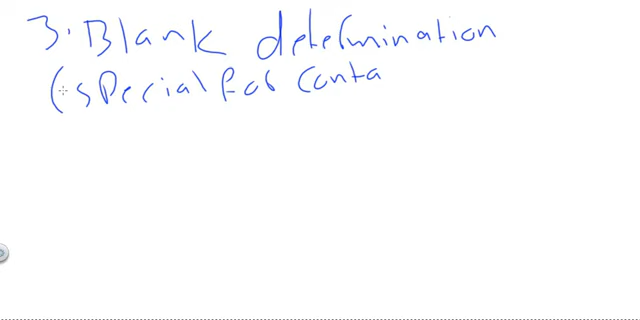 3. Blank determination
(special for conta